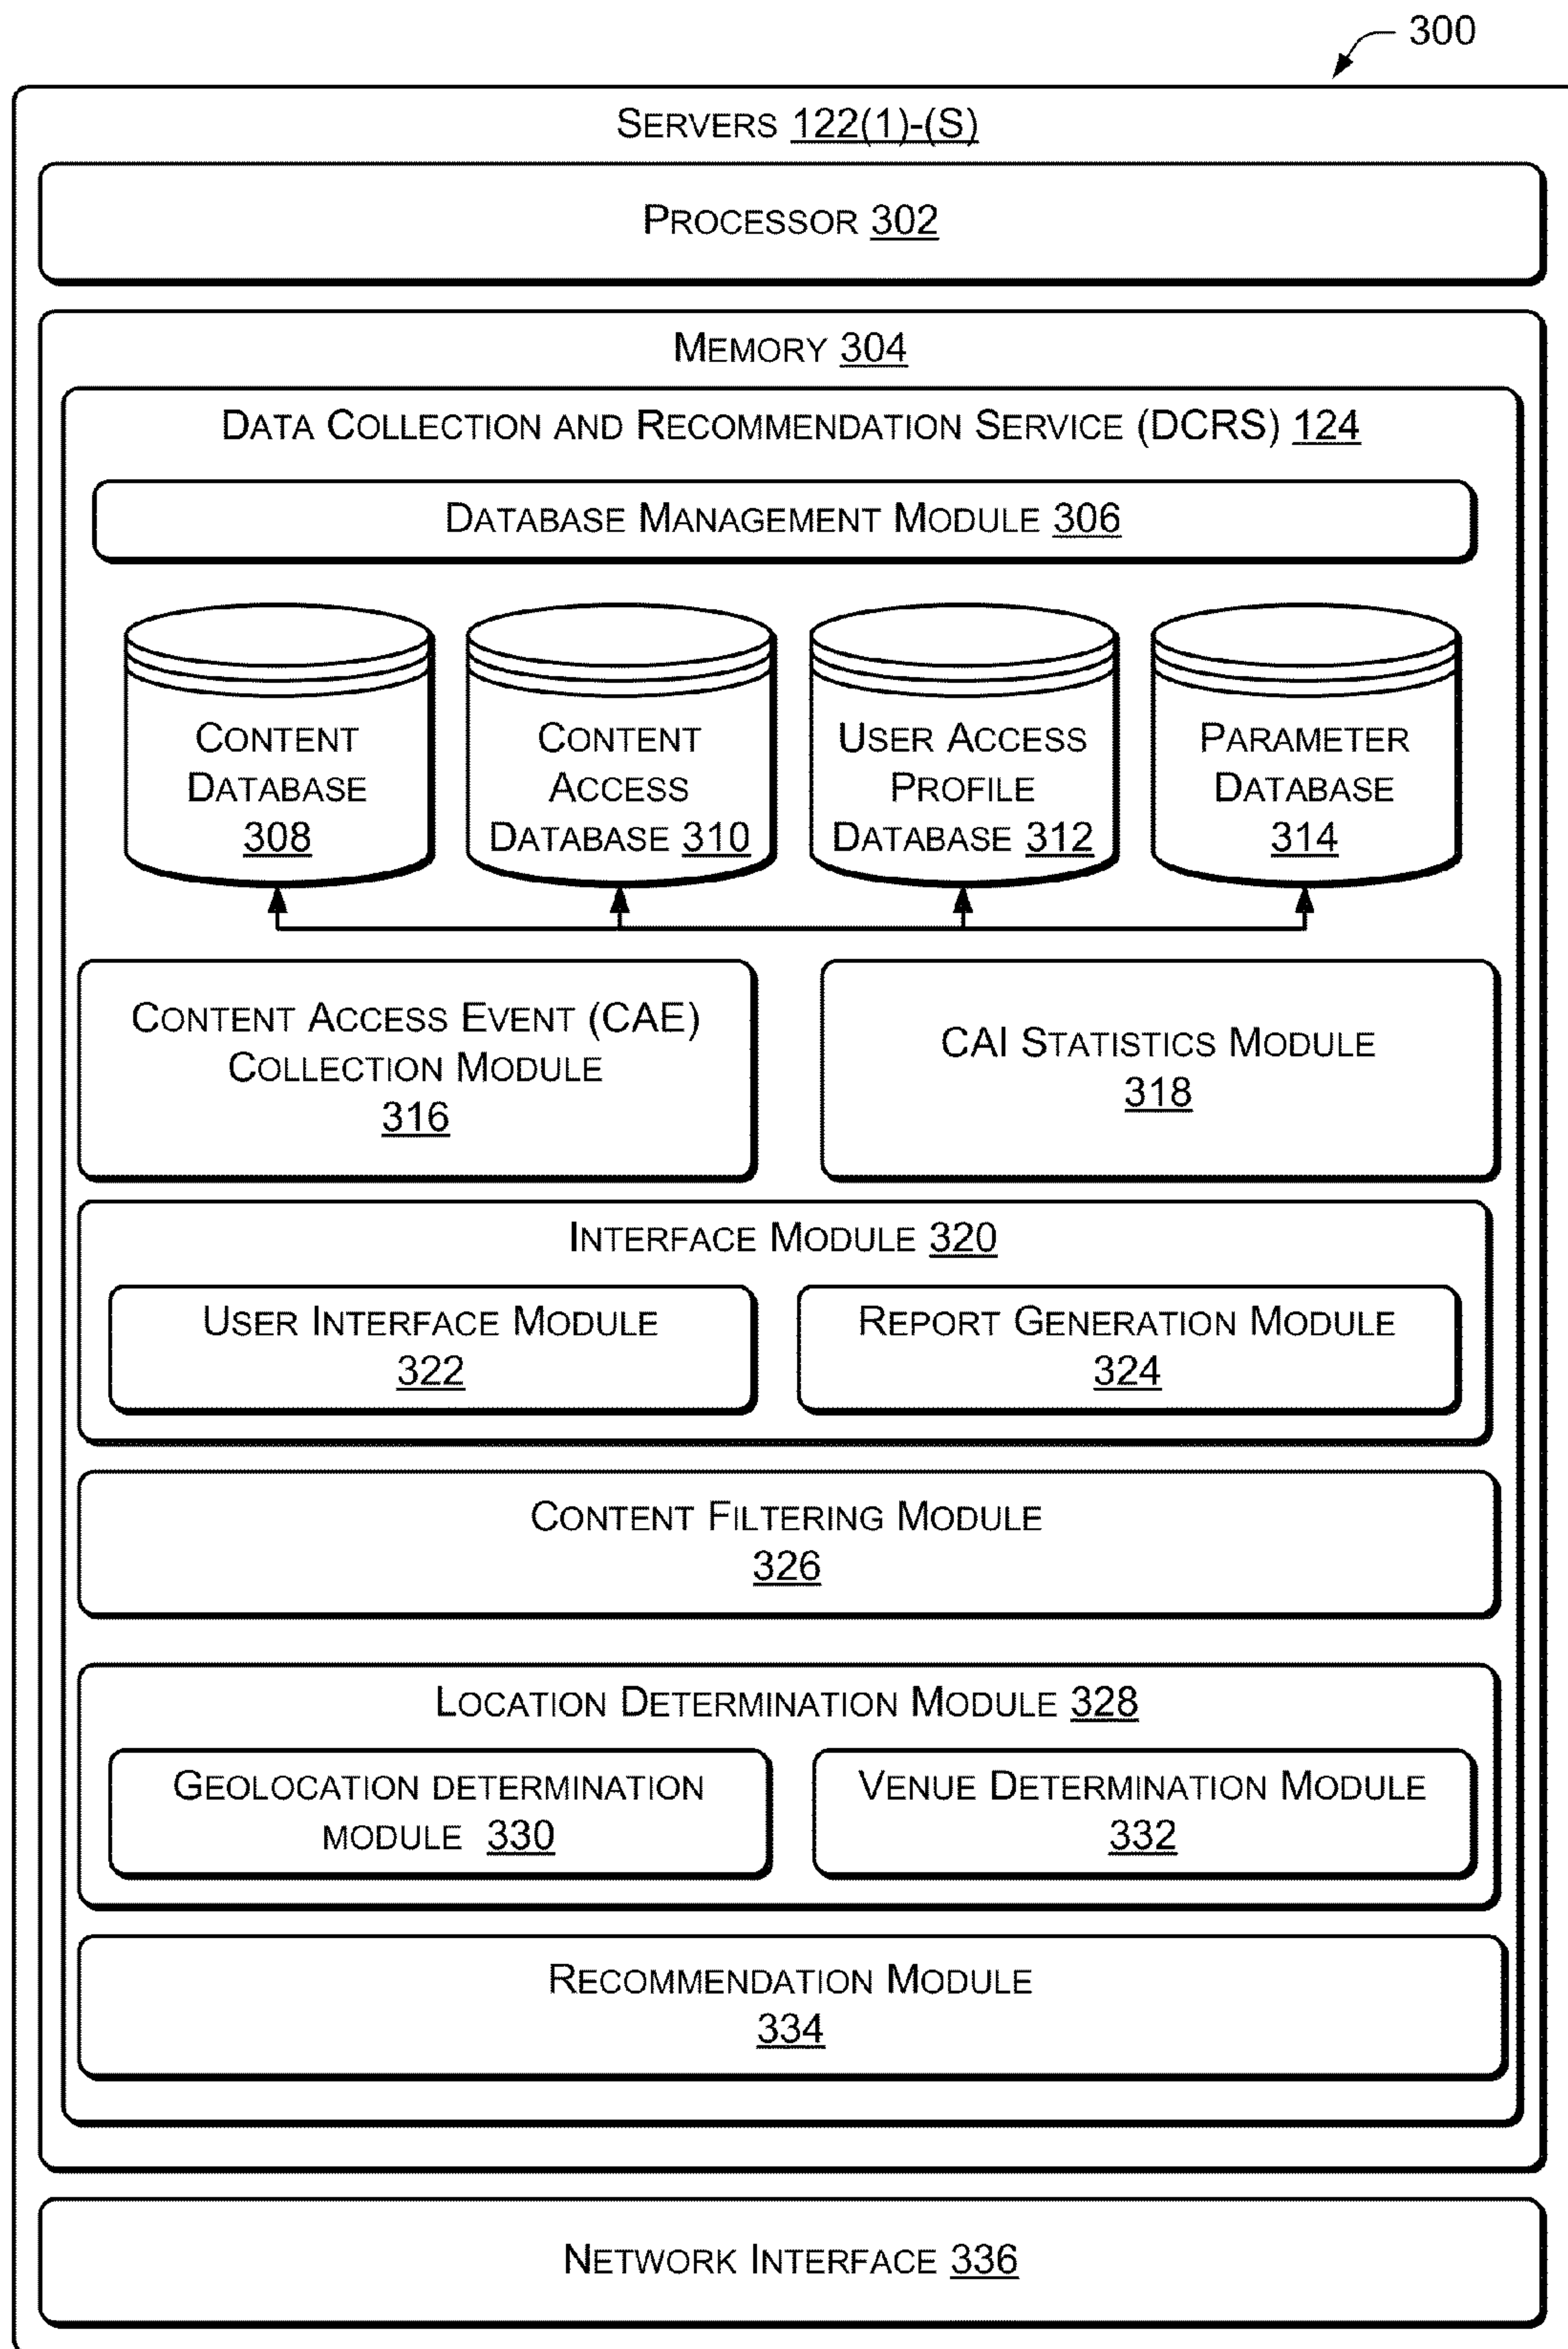 300
SERVERS 122(1)-(S)
PROCESSOR 302
MEMORY 304
DATA COLLECTION AND RECOMMENDATION SERVICE (DCRS) 124
DATABASE MANAGEMENT MODULE 306
CONTENT
DATABASE
308
CONTENT
ACCESS
DATABASE 310
USER ACCESS
PROFILE
DATABASE 312
PARAMETER
DATABASE
314
CONTENT ACCESS EVENT (CAE)
COLLECTION MODULE
316
CAI STATISTICS MODULE
318
INTERFACE MODULE 320
USER INTERFACE MODULE
322
REPORT GENERATION MODULE
324
CONTENT FILTERING MODULE
326
LOCATION DETERMINATION MODULE 328
GEOLOCATION DETERMINATION
MODULE 330
VENUE DETERMINATION MODULE
332
RECOMMENDATION MODULE
334
NETWORK INTERFACE 336